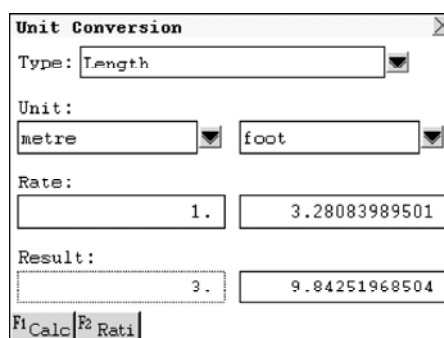 Unit Conversion
Type: Length
Unit:
metre foot
Rate:
1. 3.28083989501
Result:
3. 9.84251968504
F1 Calc F2 Rati